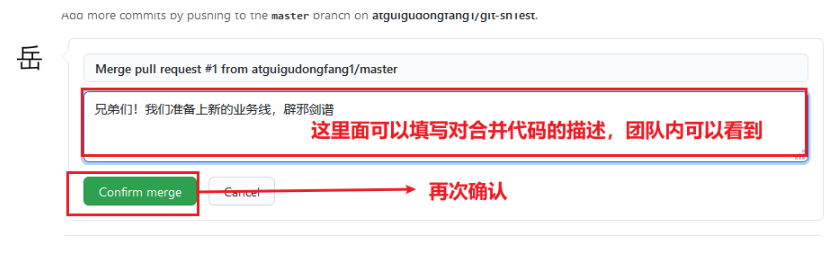 Add more commits by pushing to the master branch on atguigudongfang1/git-shTest.
岳
Merge pull request #1 from atguigudongfang1/master
兄弟们！我们准备上新的业务线，辟邪剑谱
这里面可以填写对合并代码的描述，团队内可以看到
Confirm merge
Cancel
再次确认